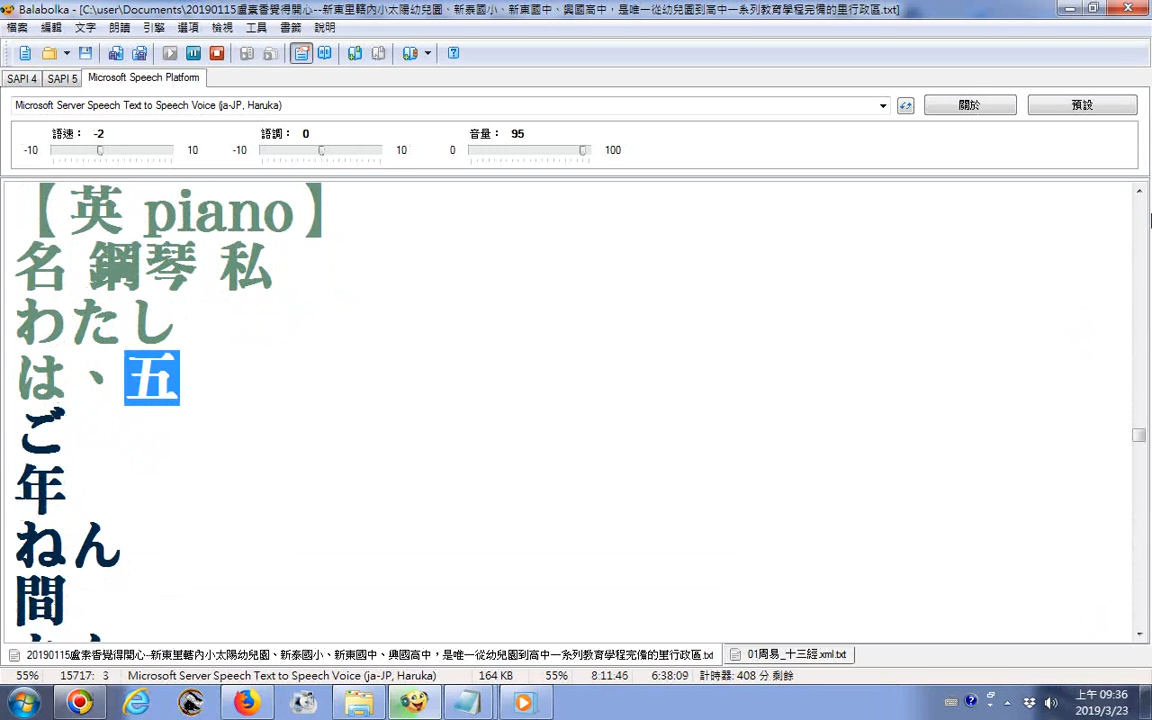 Balabolka - [C:\user\Documents\20190115盧素香覺得開心--新東里轄內小太陽幼兒園、新泰國小、新東國中、興國高中，是唯一從幼兒園到高中一系列教育學程完備的里行政區.txt]
檔案 編輯 文字 朗讀 引擎 選項 檢視 工具 書籤 說明
SAPI 4 SAPI 5 Microsoft Speech Platform
Microsoft Server Speech Text to Speech Voice (ja-JP, Haruka) 關於 預設
語速： -2 語調： 0 音量： 95
-10 10 -10 10 0 100
【英 piano】
名 鋼琴 私
わたし
は、五
ご
年
ねん
間
20190115盧素香覺得開心--新東里轄內小太陽幼兒園、新泰國小、新東國中、興國高中，是唯一從幼兒園到高中一系列教育學程完備的里行政區.txt 01周易_十三經.xml.txt
55% 15717: 3 Microsoft Server Speech Text to Speech Voice (ja-JP, Haruka) 164 KB 55% 8:11:46 6:38:09 計時器: 408 分 剩餘
上午 09:36
2019/3/23